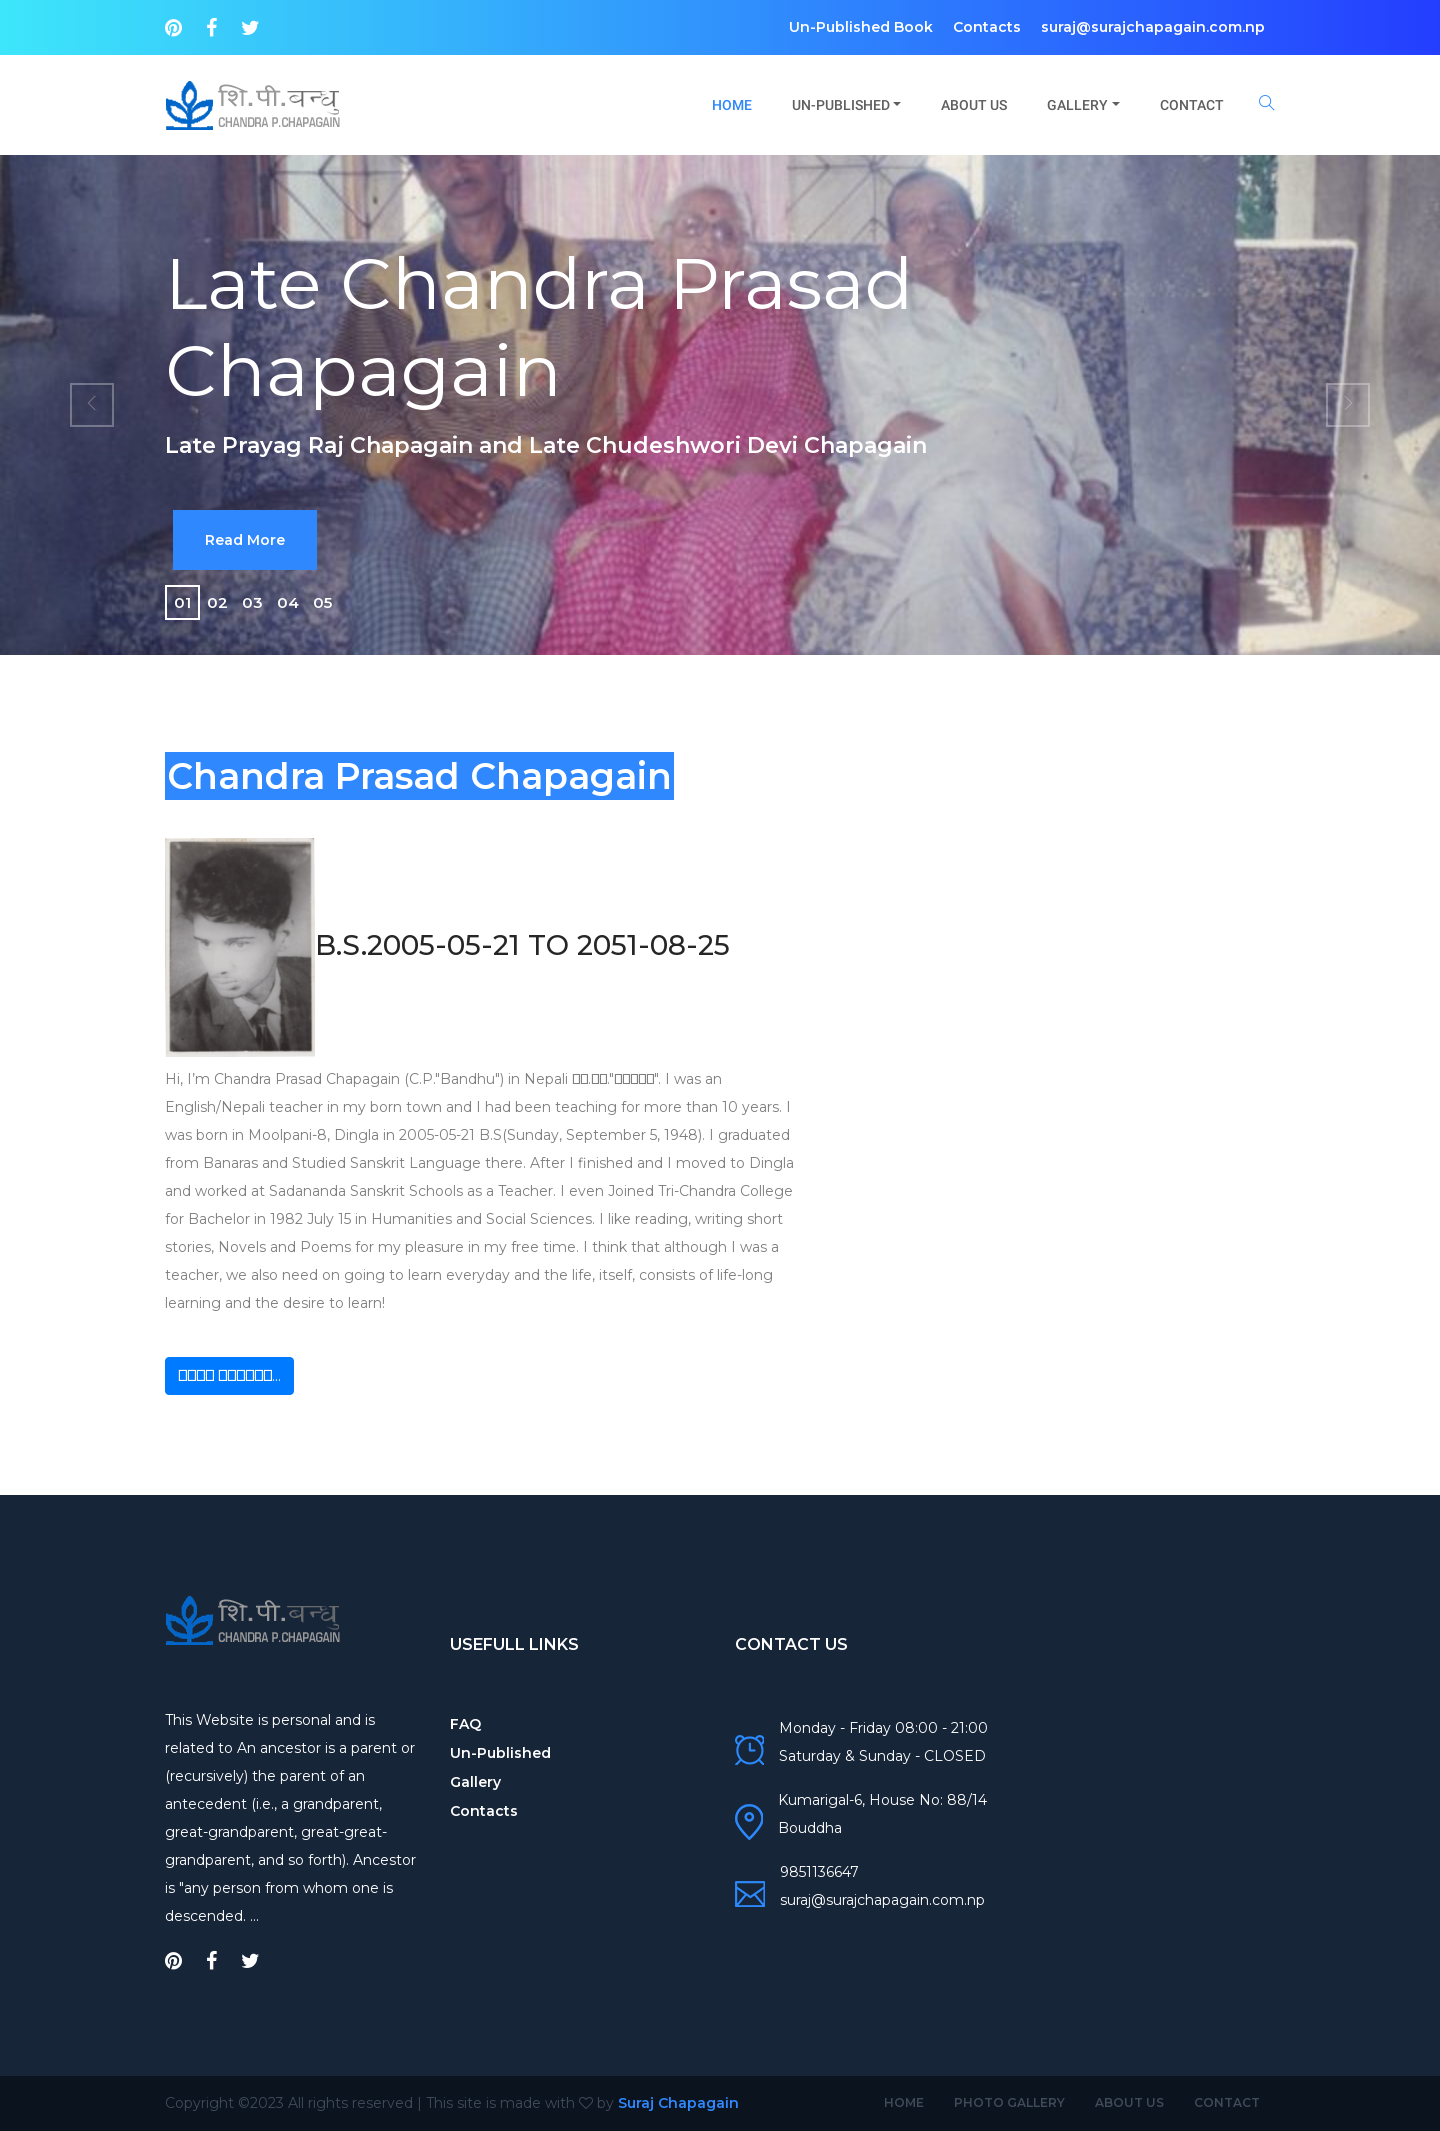 Un-Published Book Contacts suraj@surajchapagain.com.np
शि.पी.बन्धु
CHANDRA P.CHAPAGAIN
HOME UN-PUBLISHED ABOUT US GALLERY CONTACT
Late Chandra Prasad
Chapagain
Late Prayag Raj Chapagain and Late Chudeshwori Devi Chapagain
Read More
01 02 03 04 05
Chandra Prasad Chapagain
B.S.2005-05-21 TO 2051-08-25
Hi, I'm Chandra Prasad Chapagain (C.P."Bandhu") in Nepali . ."". I was an
English/Nepali teacher in my born town and I had been teaching for more than 10 years. I
was born in Moolpani-8, Dingla in 2005-05-21 B.S(Sunday, September 5, 1948). I graduated
from Banaras and Studied Sanskrit Language there. After I finished and I moved to Dingla
and worked at Sadananda Sanskrit Schools as a Teacher. I even Joined Tri-Chandra College
for Bachelor in 1982 July 15 in Humanities and Social Sciences. I like reading, writing short
stories, Novels and Poems for my pleasure in my free time. I think that although I was a
teacher, we also need on going to learn everyday and the life, itself, consists of life-long
learning and the desire to learn!
...
शि.पी.बन्धु
CHANDRA P.CHAPAGAIN
This Website is personal and is
related to An ancestor is a parent or
(recursively) the parent of an
antecedent (i.e., a grandparent,
great-grandparent, great-great-
grandparent, and so forth). Ancestor
is "any person from whom one is
descended. ...
USEFULL LINKS
FAQ
Un-Published
Gallery
Contacts
CONTACT US
Monday - Friday 08:00 - 21:00
Saturday & Sunday - CLOSED
Kumarigal-6, House No: 88/14
Bouddha
9851136647
suraj@surajchapagain.com.np
Copyright ©2023 All rights reserved | This site is made with ♡ by Suraj Chapagain
HOME PHOTO GALLERY ABOUT US CONTACT